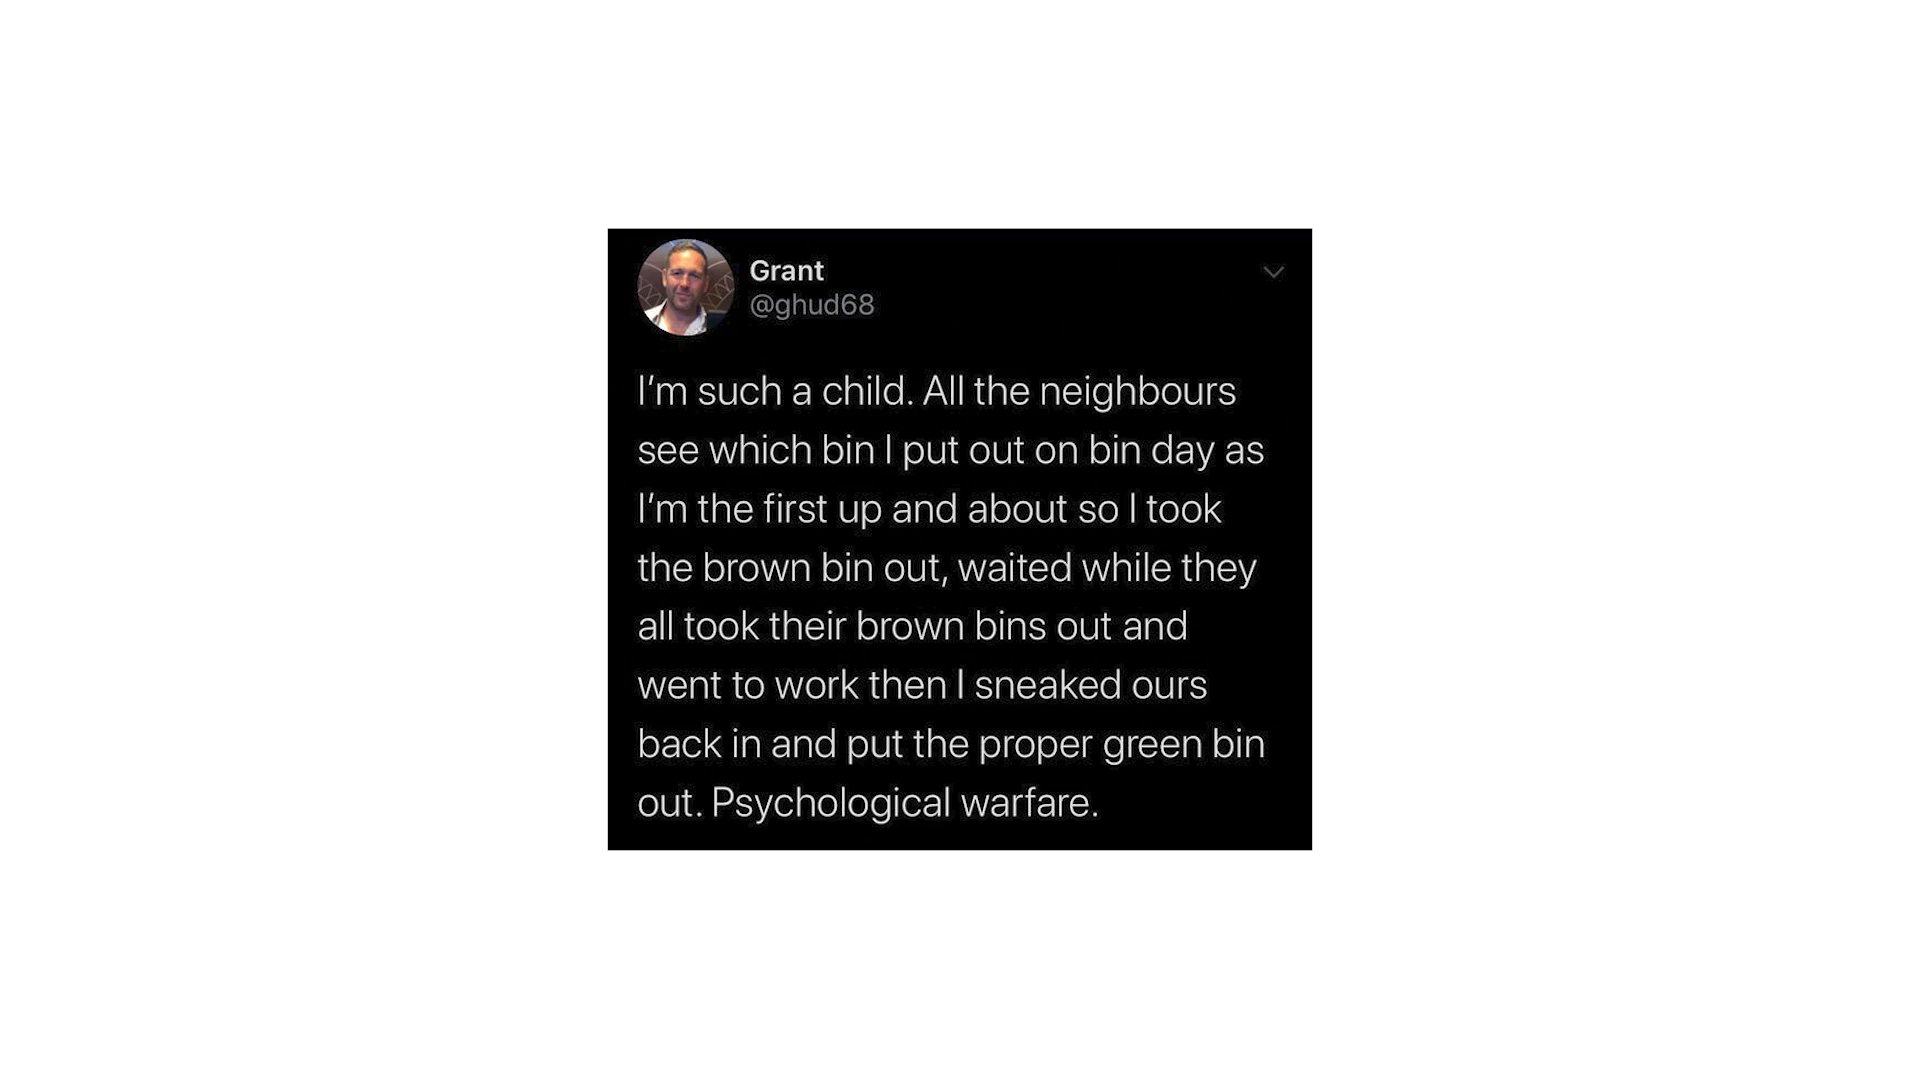 Grant
@ghud68
I’m such a child. All the neighbours
see which bin I put out on bin day as
I’m the first up and about so I took
the brown bin out, waited while they
all took their brown bins out and
went to work then I sneaked ours
back in and put the proper green bin
out. Psychological warfare.